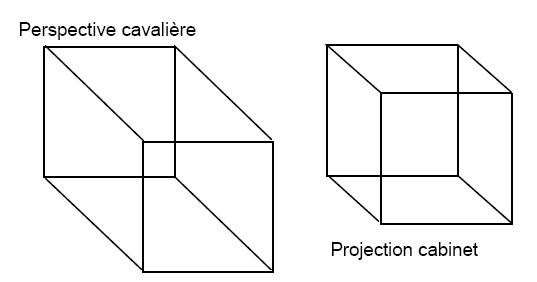 Perspective cavalière
Projection cabinet